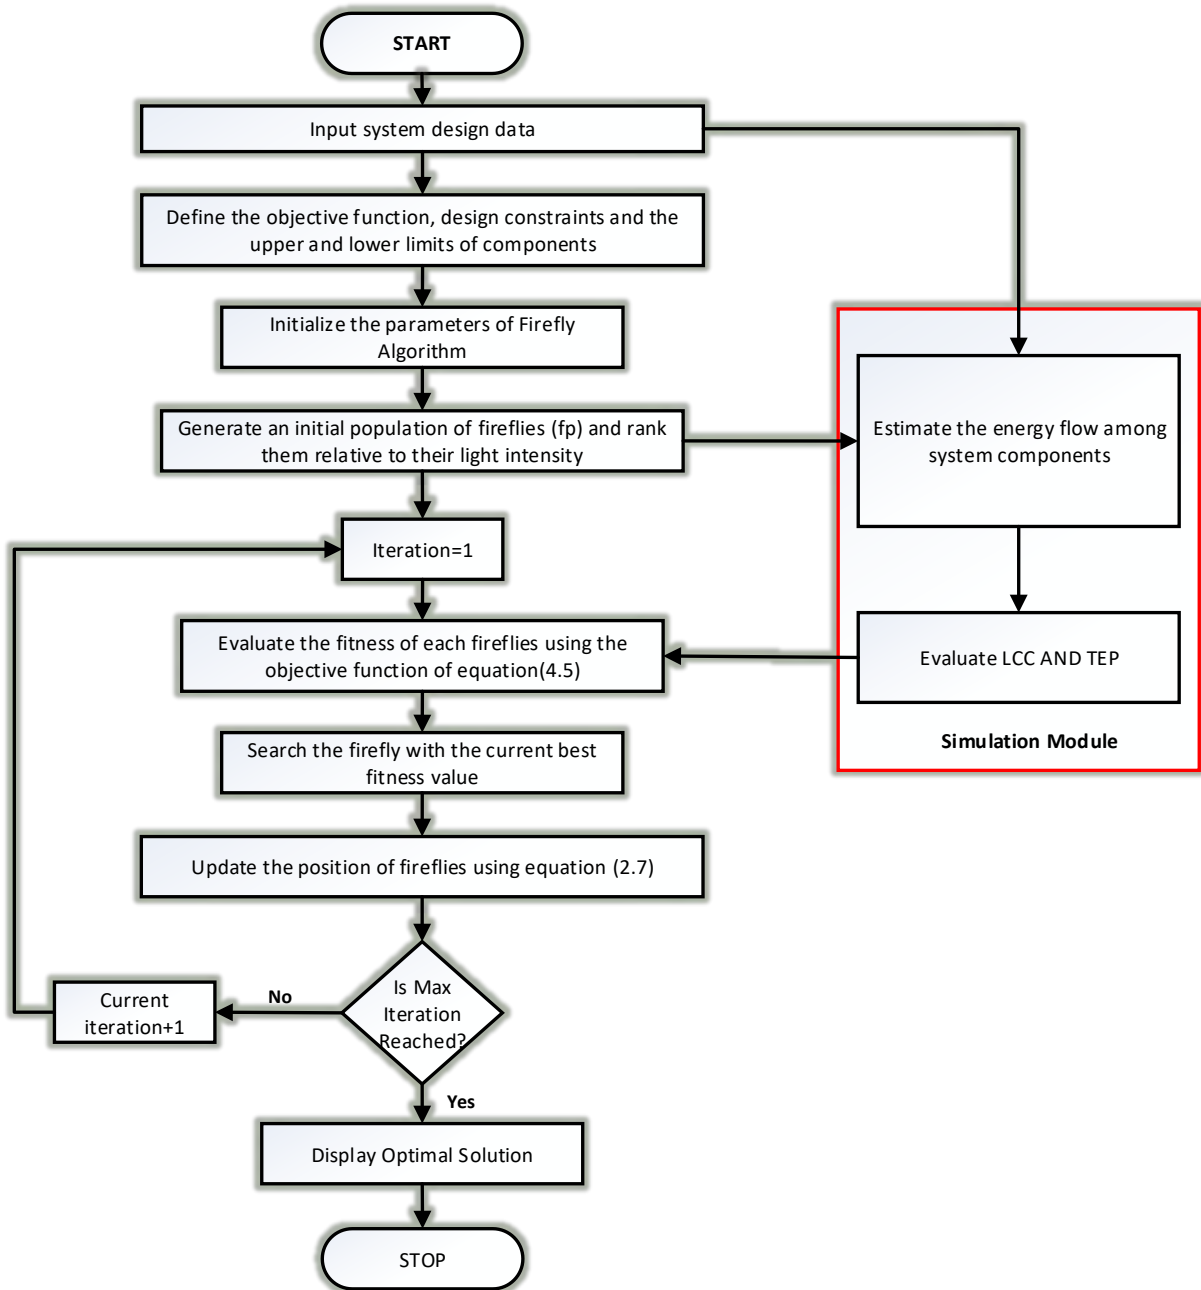 START
Input system design data
Define the objective function, design constraints and the
upper and lower limits of components
Initialize the parameters of Firefly
Algorithm
Generate an initial population of fireflies (fp) and rank
them relative to their light intensity
Estimate the energy flow among
system components
Iteration=1
Evaluate the fitness of each fireflies using the
objective function of equation(4.5)
Evaluate LCC AND TEP
Simulation Module
Search the firefly with the current best
fitness value
Update the position of fireflies using equation (2.7)
Is Max
Iteration
Reached?
No
Current
iteration+1
Yes
Display Optimal Solution
STOP